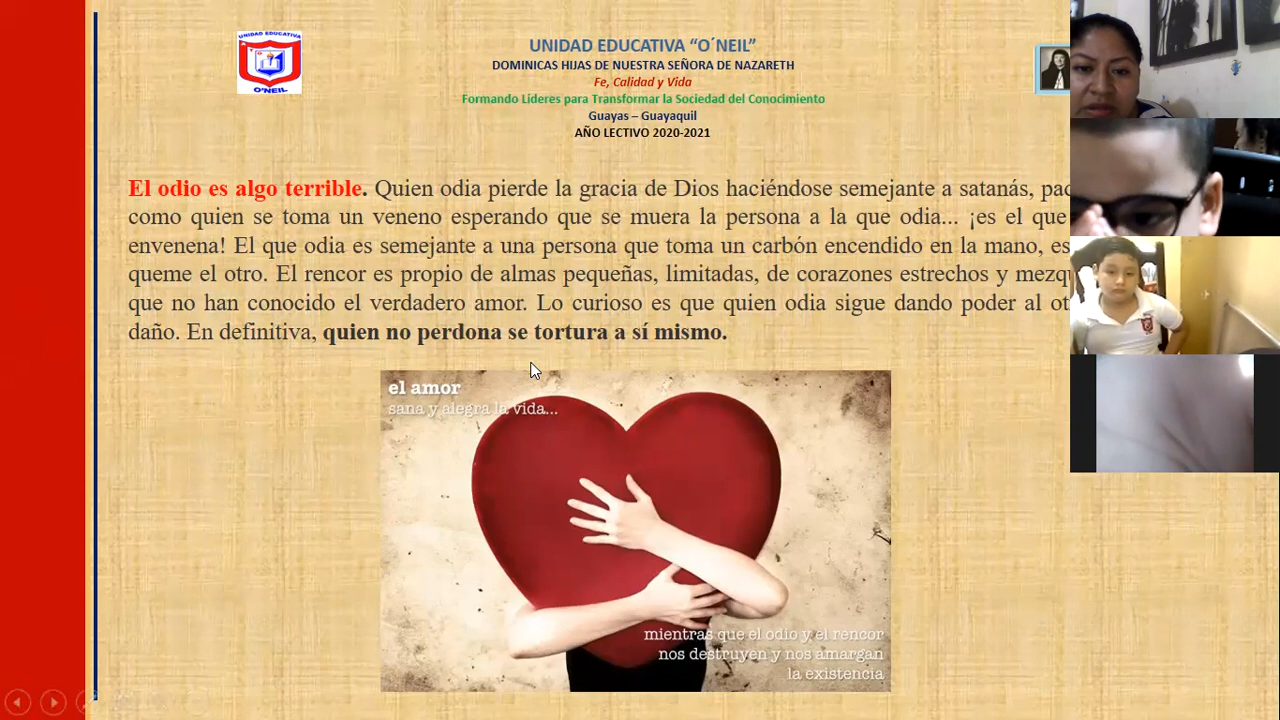 UNIDAD EDUCATIVA
O'NEIL
UNIDAD EDUCATIVA “O´NEIL”
DOMINICAS HIJAS DE NUESTRA SEÑORA DE NAZARETH
Fe, Calidad y Vida
Formando Líderes para Transformar la Sociedad del Conocimiento
Guayas – Guayaquil
AÑO LECTIVO 2020-2021
El odio es algo terrible. Quien odia pierde la gracia de Dios haciéndose semejante a satanás,
como quien se toma un veneno esperando que se muera la persona a la que odia... ¡es el que
envenena! El que odia es semejante a una persona que toma un carbón encendido en la mano,
queme el otro. El rencor es propio de almas pequeñas, limitadas, de corazones estrechos y
que no han conocido el verdadero amor. Lo curioso es que quien odia sigue dando poder al
daño. En definitiva, quien no perdona se tortura a sí mismo.
el amor
sana y alegra la vida...
mientras que el odio y el rencor
nos destruyen y nos amargan
la existencia